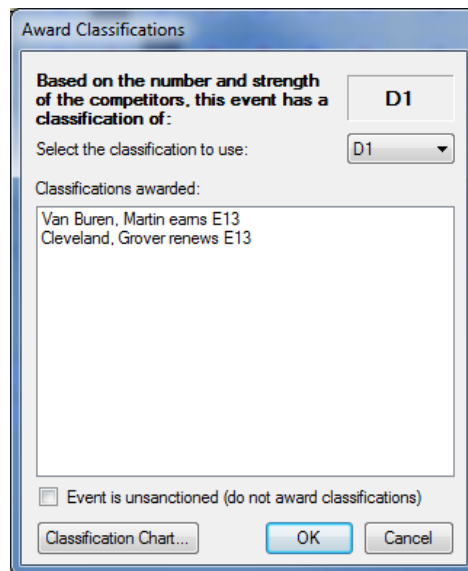 Award Classifications
Based on the number and strength
of the competitors, this event has a
classification of:
D1
Select the classification to use:
D1
Classifications awarded:
Van Buren, Martin earns E13
Cleveland, Grover renews E13
Event is unsanctioned (do not award classifications)
Classification Chart...
OK
Cancel